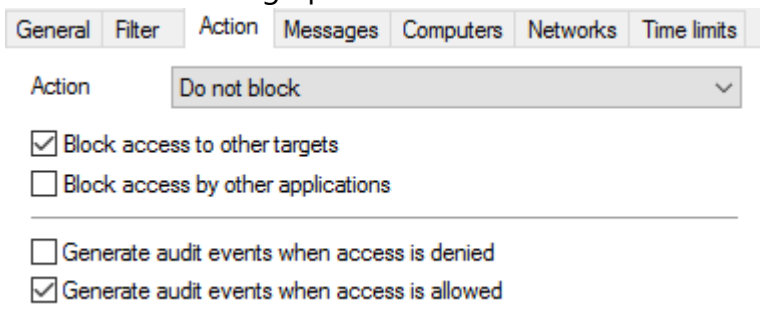 General Filter Action Messages Computers Networks Time limits
Action Do not block
Block access to other targets
Block access by other applications
Generate audit events when access is denied
Generate audit events when access is allowed